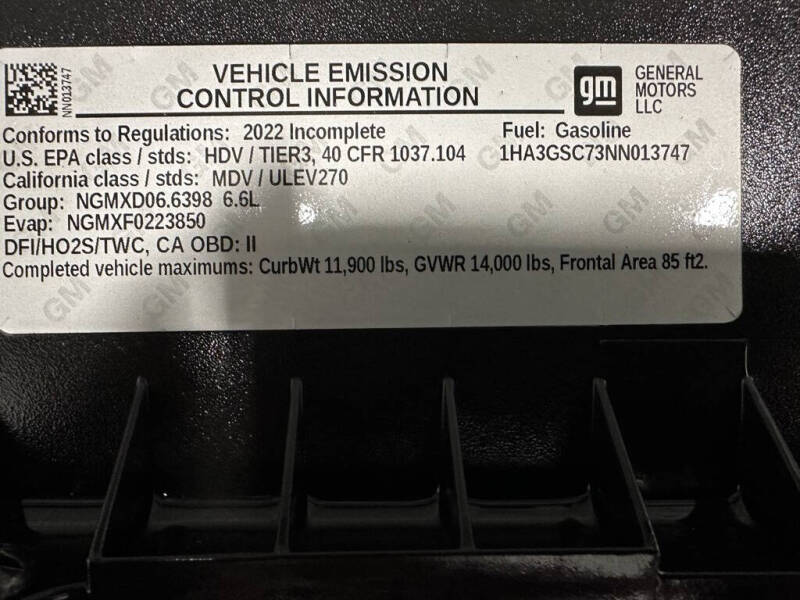 NN013747
VEHICLE EMISSION
CONTROL INFORMATION
gm
GENERAL
MOTORS
LLC
Conforms to Regulations: 2022 Incomplete
Fuel: Gasoline
U.S. EPA class / stds: HDV / TIER3, 40 CFR 1037.104
1HA3GSC73NN013747
California class / stds: MDV / ULEV270
Group: NGMXD06.6398 6.6L
Evap: NGMXF0223850
DFI/HO2S/TWC, CA OBD: II
Completed vehicle maximums: CurbWt 11,900 lbs, GVWR 14,000 lbs, Frontal Area 85 ft2.